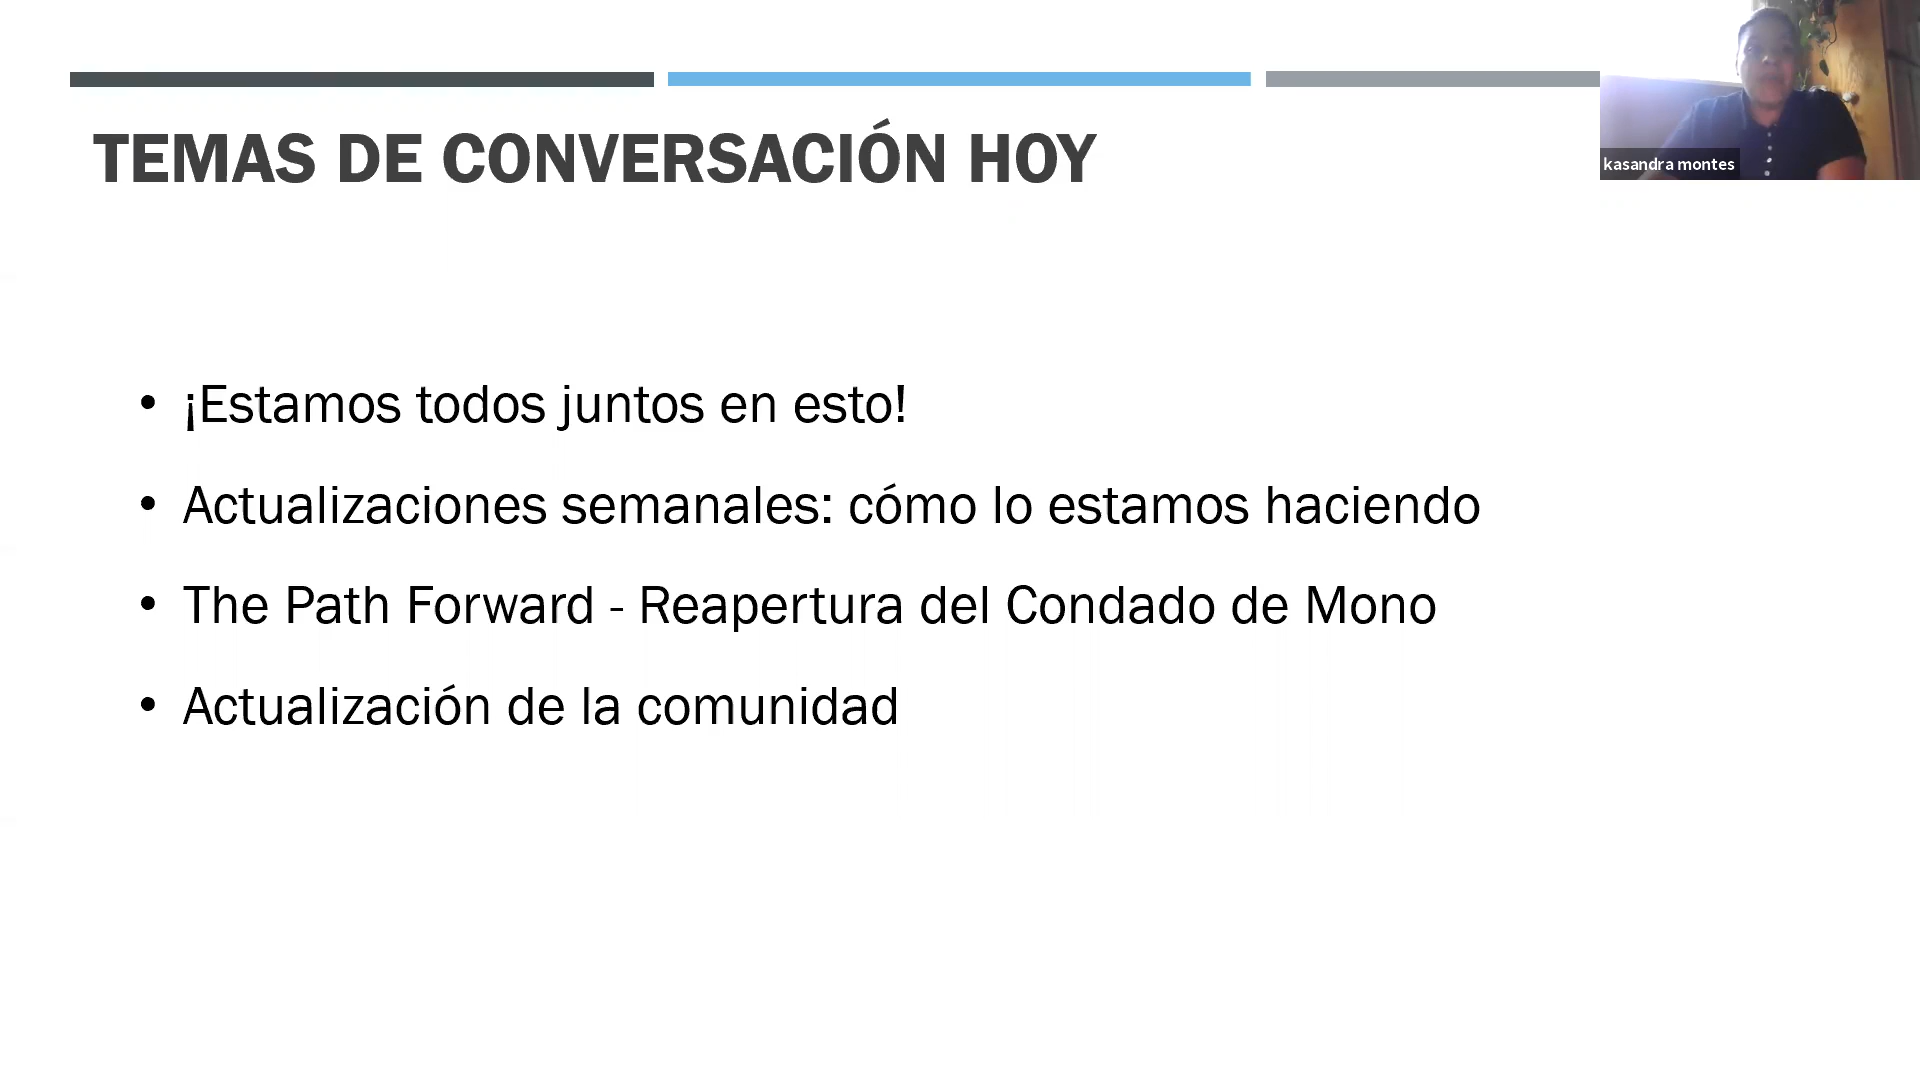 TEMAS DE CONVERSACIÓN HOY
kasandra montes
• ¡Estamos todos juntos en esto!
• Actualizaciones semanales: cómo lo estamos haciendo
• The Path Forward - Reapertura del Condado de Mono
• Actualización de la comunidad